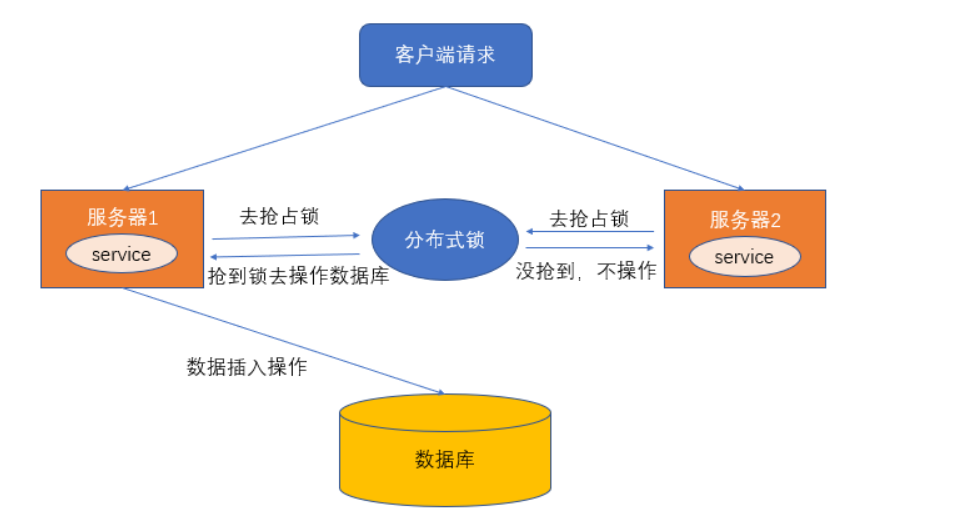 客户端请求
服务器1
service
去抢占锁
抢到锁去操作数据库
分布式锁
去抢占锁
没抢到，不操作
服务器2
service
数据插入操作
数据库